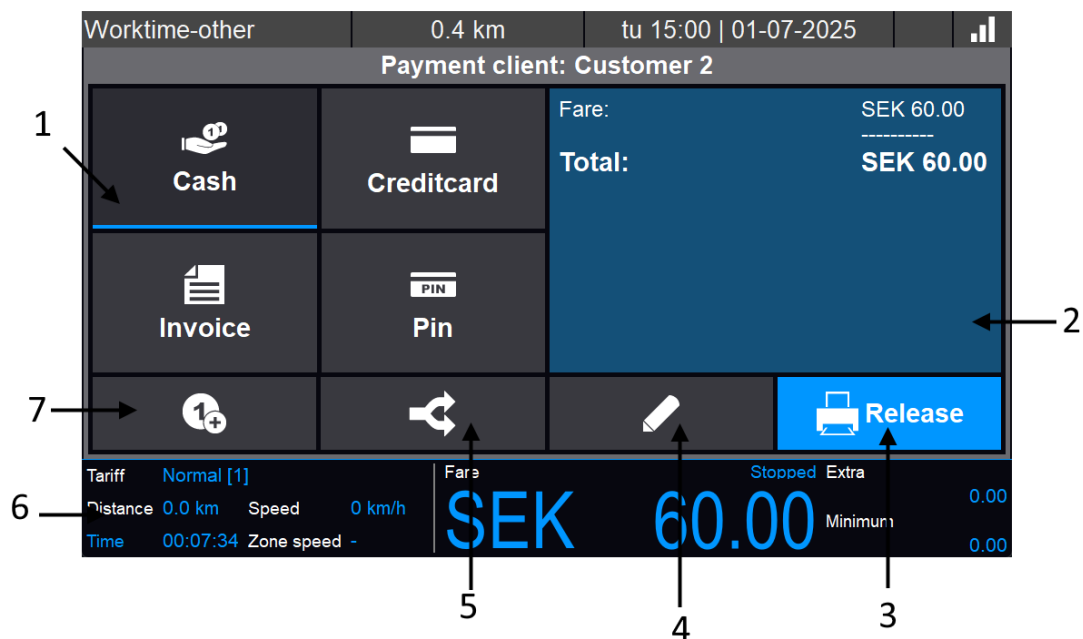 Worktime-other 0.4 km tu 15:00 | 01-07-2025
Payment client: Customer 2
1
Cash
Creditcard
Fare: SEK 60.00
----------
Total: SEK 60.00
Invoice
PIN
Pin
2
7
1+
Release
Tariff Normal [1]
Distance 0.0 km Speed 0 km/h
Time 00:07:34 Zone speed -
Fare Stopped
SEK 60.00
Extra
0.00
Minimum
0.00
6
5
4
3